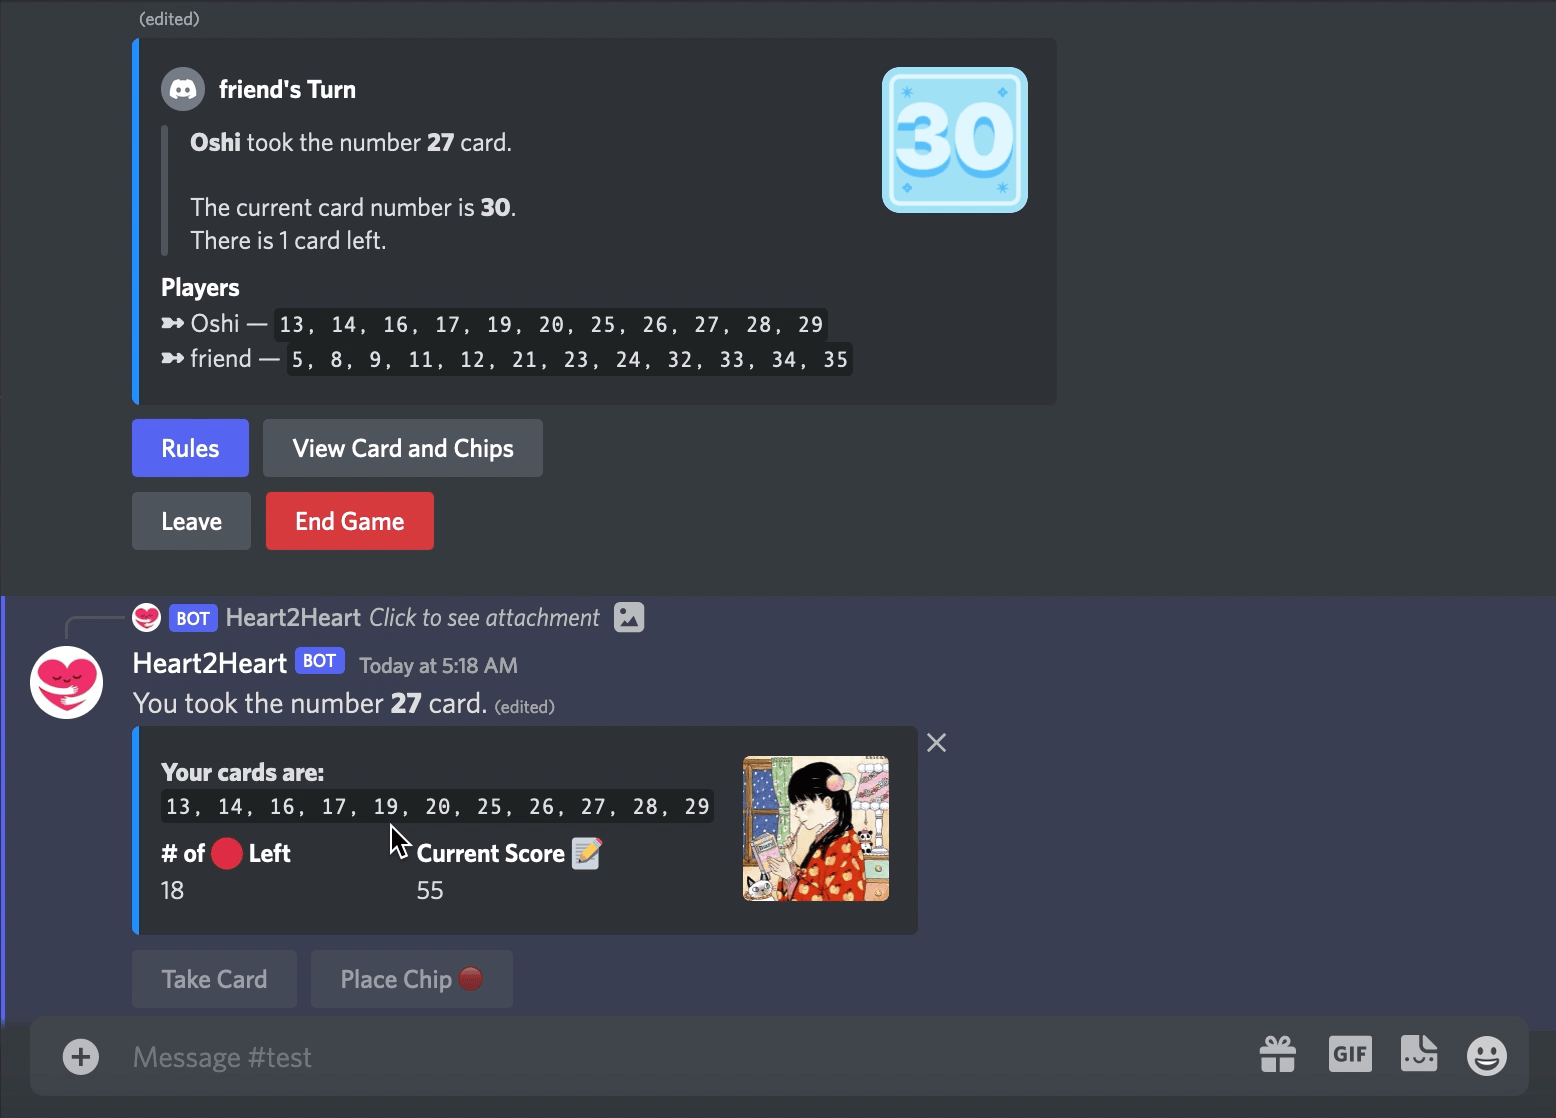 (edited)
friend's Turn
30
Oshi took the number 27 card.
The current card number is 30.
There is 1 card left.
Players
➳ Oshi — 13, 14, 16, 17, 19, 20, 25, 26, 27, 28, 29
➳ friend — 5, 8, 9, 11, 12, 21, 23, 24, 32, 33, 34, 35
Rules
View Card and Chips
Leave
End Game
BOT Heart2Heart Click to see attachment
Heart2Heart BOT Today at 5:18 AM
You took the number 27 card. (edited)
Your cards are:
13, 14, 16, 17, 19, 20, 25, 26, 27, 28, 29
# of 🔴 Left
Current Score 📝
18
55
Take Card
Place Chip 🔴
Message #test
GIF